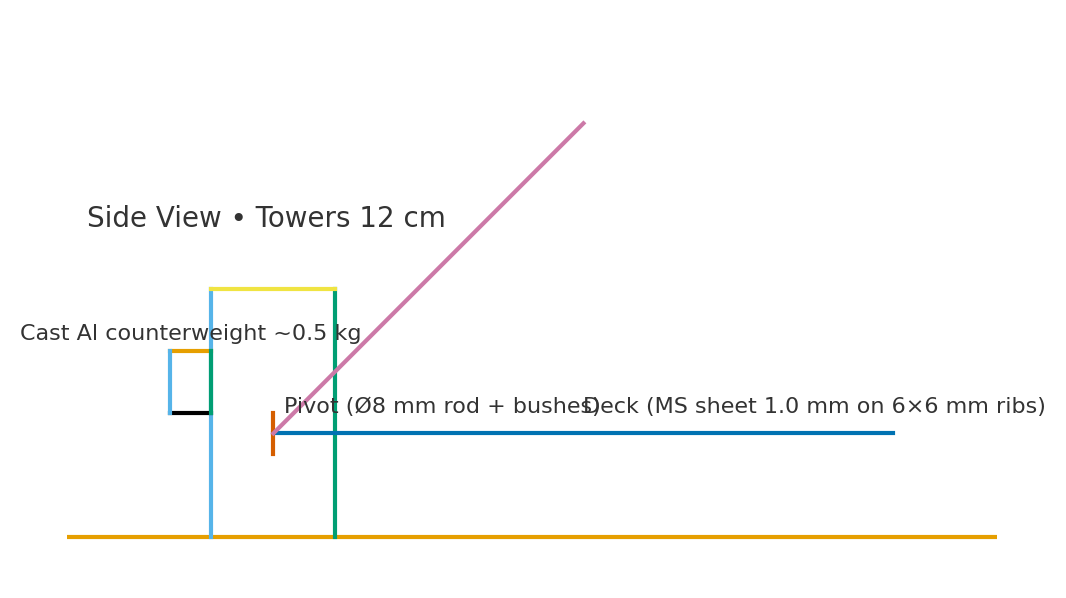 Side View • Towers 12 cm
Cast Al counterweight ~0.5 kg
Pivot (Ø8 mm rod + bushes)
Deck (MS sheet 1.0 mm on 6×6 mm ribs)